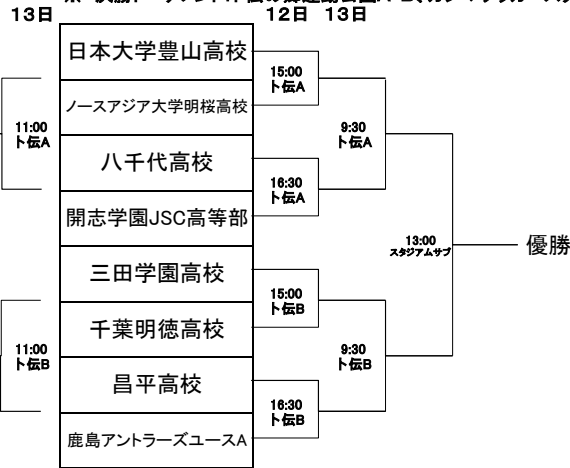 13日
12日 13日
日本大学豊山高校
ノースアジア大学明桜高校
八千代高校
開志学園JSC高等部
三田学園高校
千葉明徳高校
昌平高校
鹿島アントラーズユースA
11:00
卜伝A
11:00
卜伝B
15:00
卜伝A
16:30
卜伝A
15:00
卜伝B
16:30
卜伝B
9:30
卜伝A
9:30
卜伝B
13:00
スタジアムサブ
優勝